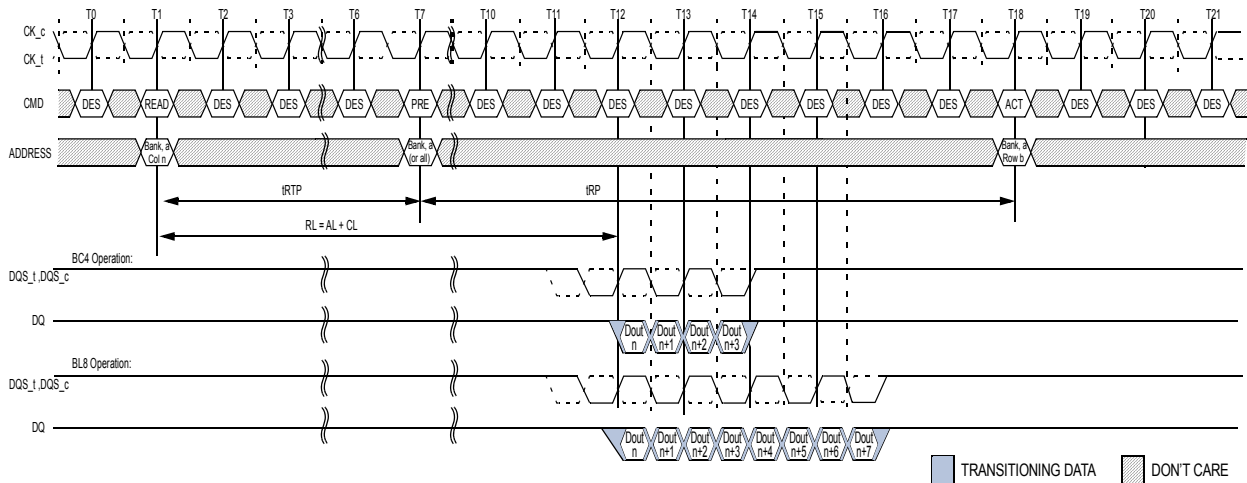 T0 T1 T2 T3 T6 T7 T10 T11 T12 T13 T14 T15 T16 T17 T18 T19 T20 T21
CK_c
CK_t
CMD DES READ DES DES DES PRE DES DES DES DES DES DES DES DES ACT DES DES DES
ADDRESS Bank, a Col n Bank, a (or all) Bank, a Row b
tRTP tRP
RL = AL + CL
BC4 Operation:
DQS_t ,DQS_c
DQ Dout n Dout n+1 Dout n+2 Dout n+3
BL8 Operation:
DQS_t ,DQS_c
DQ Dout n Dout n+1 Dout n+2 Dout n+3 Dout n+4 Dout n+5 Dout n+6 Dout n+7
TRANSITIONING DATA DON'T CARE